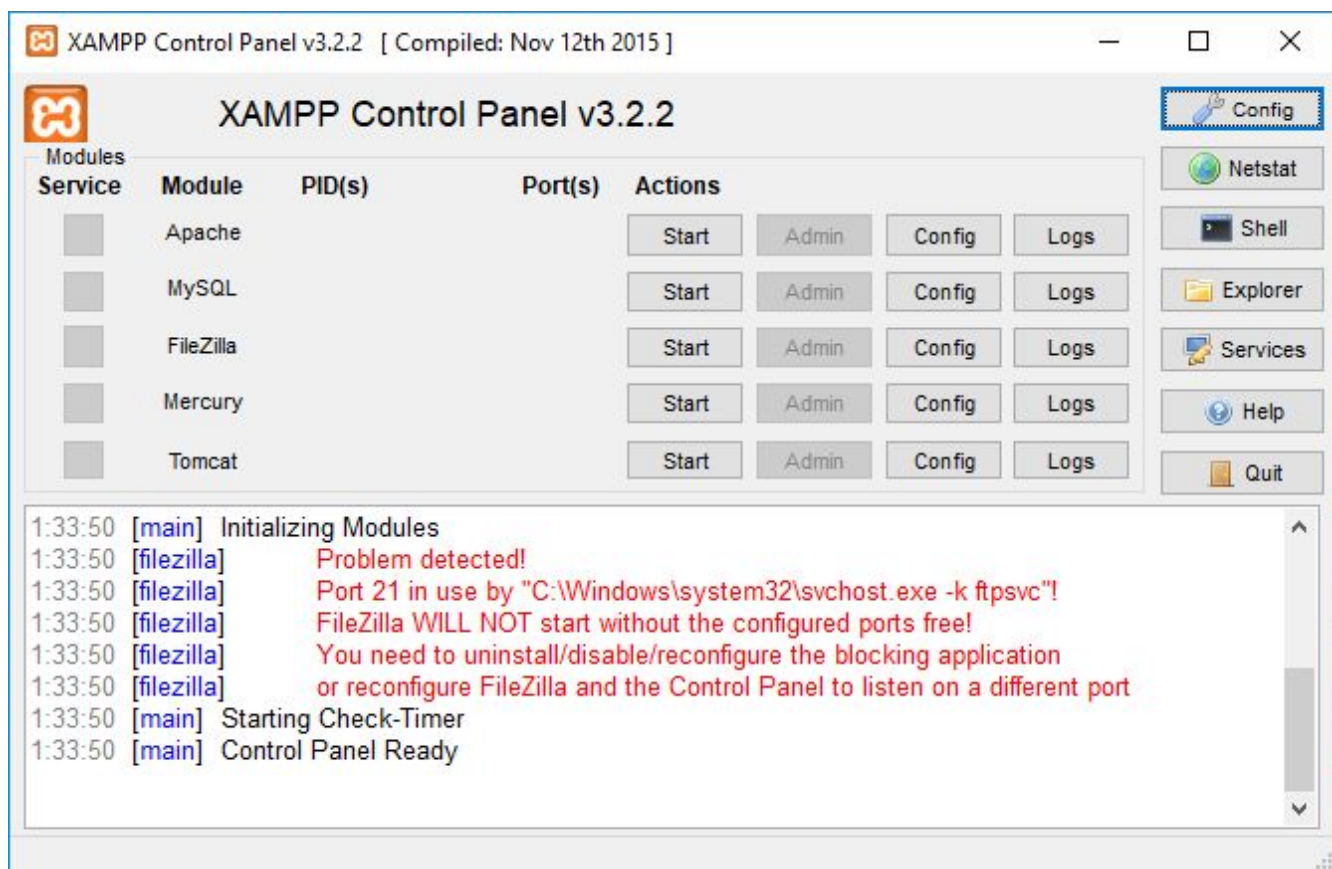 XAMPP Control Panel v3.2.2 [ Compiled: Nov 12th 2015 ]
XAMPP Control Panel v3.2.2
Config
Modules
Service Module PID(s) Port(s) Actions
Netstat
Apache Start Admin Config Logs
Shell
MySQL Start Admin Config Logs
Explorer
FileZilla Start Admin Config Logs
Services
Mercury Start Admin Config Logs
Help
Tomcat Start Admin Config Logs
Quit
1:33:50 [main] Initializing Modules
1:33:50 [filezilla] Problem detected!
1:33:50 [filezilla] Port 21 in use by "C:\Windows\system32\svchost.exe -k ftpsvc"!
1:33:50 [filezilla] FileZilla WILL NOT start without the configured ports free!
1:33:50 [filezilla] You need to uninstall/disable/reconfigure the blocking application
1:33:50 [filezilla] or reconfigure FileZilla and the Control Panel to listen on a different port
1:33:50 [main] Starting Check-Timer
1:33:50 [main] Control Panel Ready